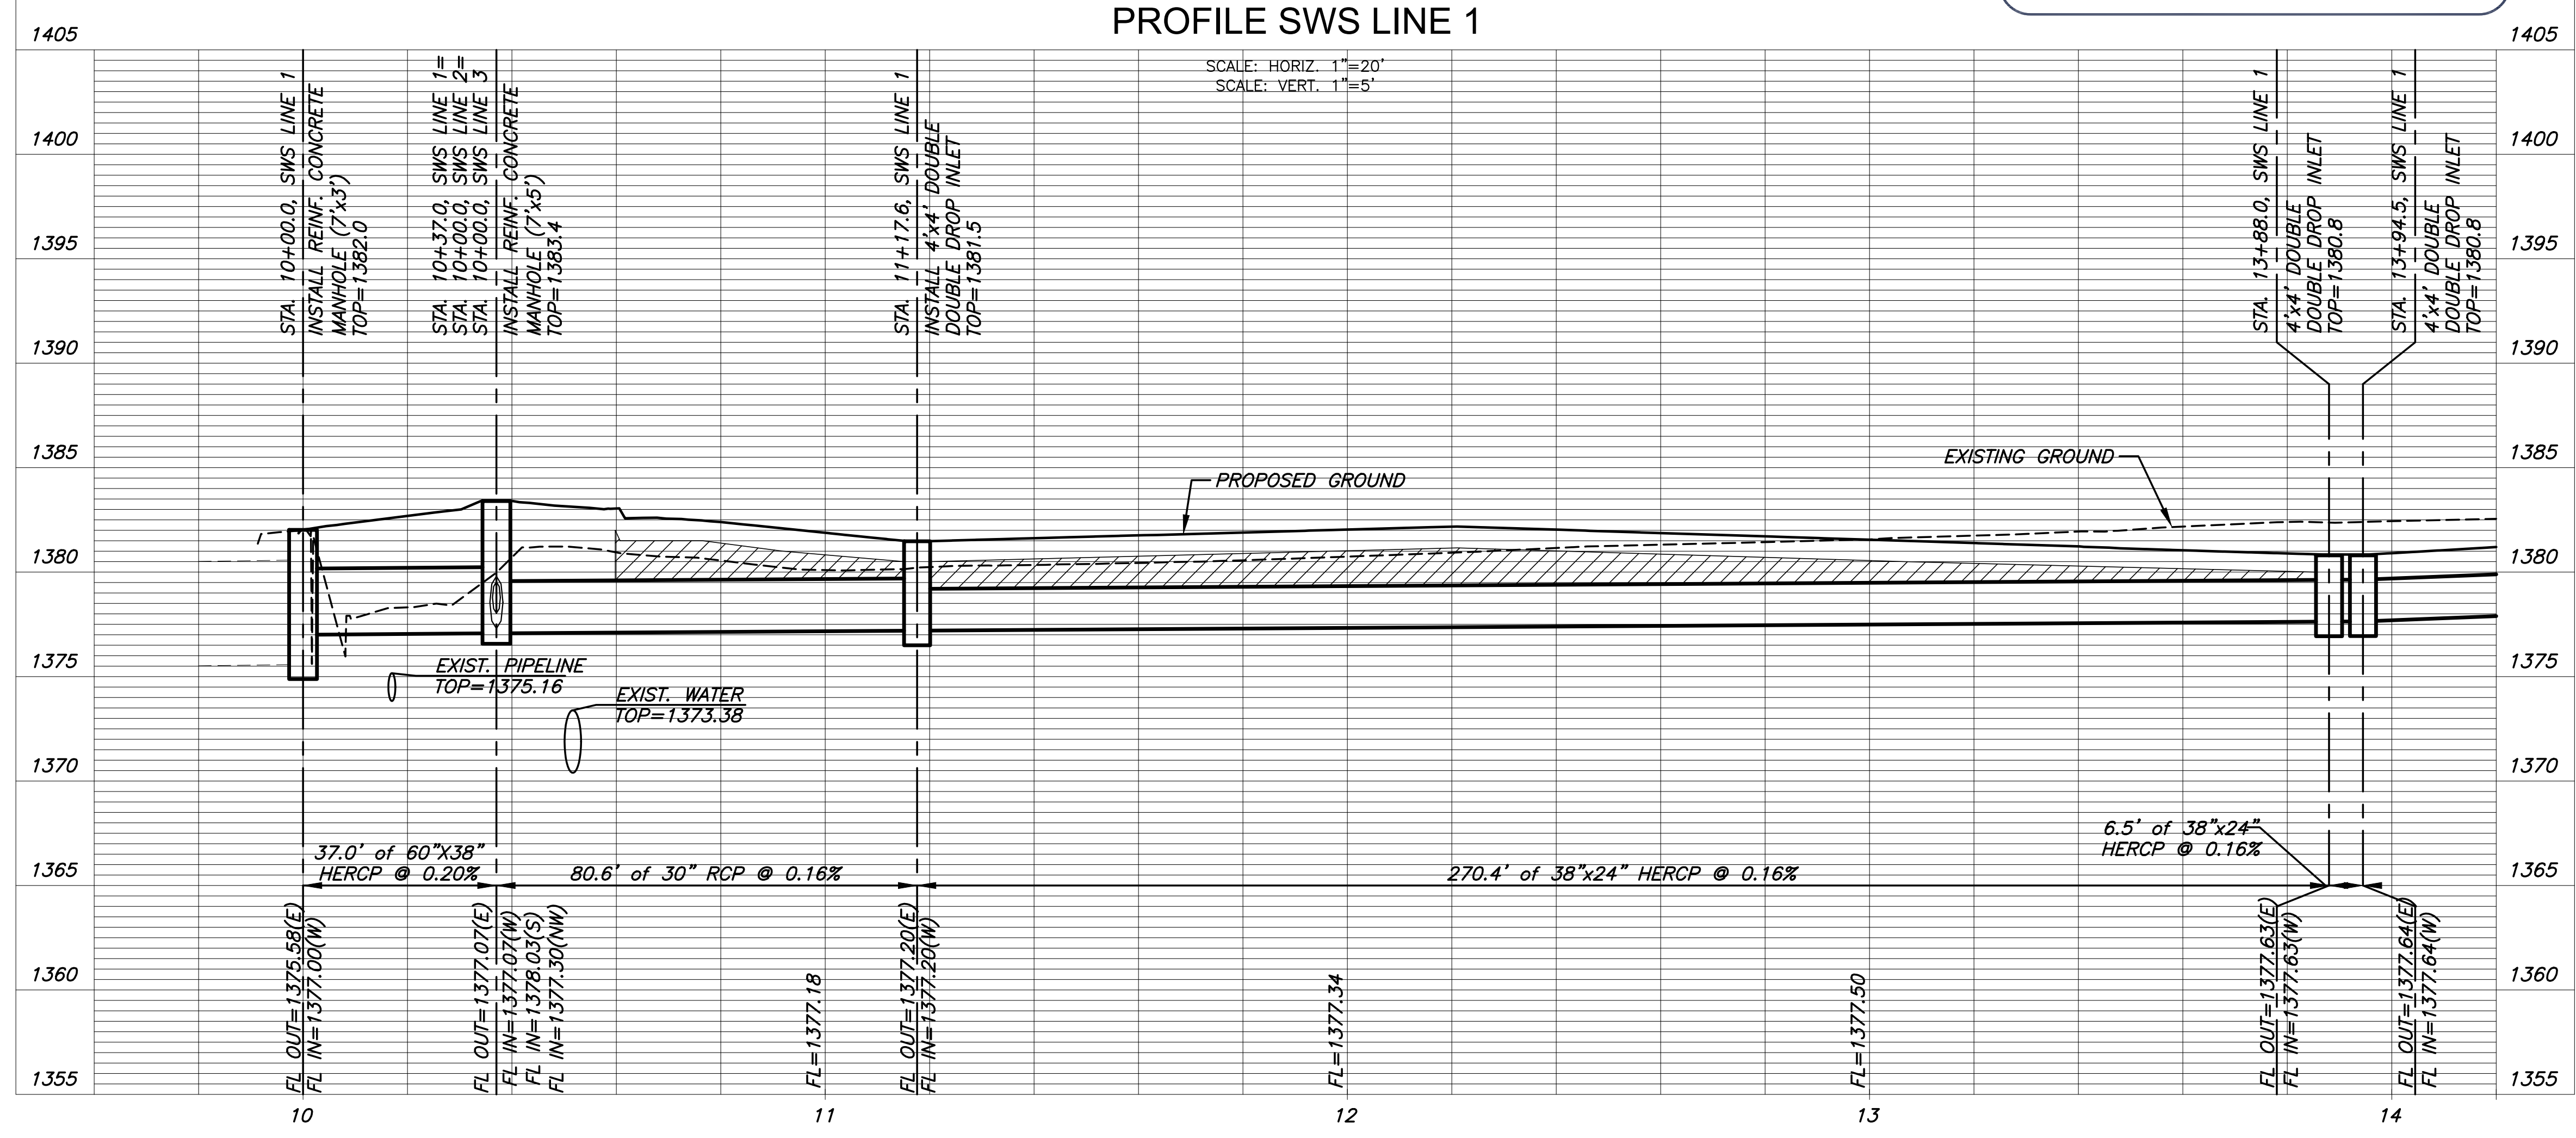 PROFILE SWS LINE 1
SCALE: HORIZ. 1"=20'
SCALE: VERT. 1"=5'
1405
1400
1395
1390
1385
1380
1375
1370
1365
1360
1355
STA. 10+00.0, SWS LINE 1
INSTALL REINF. CONCRETE
MANHOLE (7'x3')
TOP=1382.0
STA. 10+37.0, SWS LINE 1=
STA. 10+00.0, SWS LINE 2=
STA. 10+00.0, SWS LINE 3
INSTALL REINF. CONCRETE
MANHOLE (7'x5')
TOP=1383.4
STA. 11+17.6, SWS LINE 1
INSTALL 4'x4' DOUBLE
DOUBLE DROP INLET
TOP=1381.5
STA. 13+88.0, SWS LINE 1
4'x4' DOUBLE
DOUBLE DROP INLET
TOP=1380.8
STA. 13+94.5, SWS LINE 1
4'x4' DOUBLE
DOUBLE DROP INLET
TOP=1380.8
1405
1400
1395
1390
1385
1380
1375
1370
1365
1360
1355
PROPOSED GROUND
EXISTING GROUND
EXIST. PIPELINE
TOP=1375.16
EXIST. WATER
TOP=1373.38
37.0' of 60"X38"
HERCP @ 0.20%
80.6' of 30" RCP @ 0.16%
270.4' of 38"x24" HERCP @ 0.16%
6.5' of 38"x24"
HERCP @ 0.16%
FL OUT=1375.58(E)
FL IN=1377.00(W)
FL OUT=1377.07(E)
FL IN=1377.07(W)
FL IN=1378.03(S)
FL IN=1377.30(NW)
FL=1377.18
FL OUT=1377.20(E)
FL IN=1377.20(W)
FL=1377.34
FL=1377.50
FL OUT=1377.63(E)
FL IN=1377.63(W)
FL OUT=1377.64(E)
FL IN=1377.64(W)
10
11
12
13
14